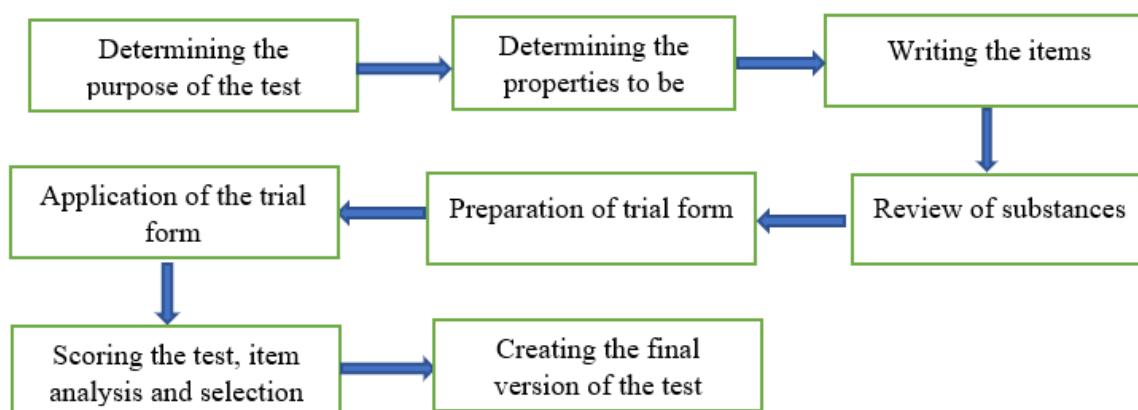 Determining the
purpose of the test
Determining the
properties to be
Writing the items
Review of substances
Preparation of trial form
Application of the trial
form
Scoring the test, item
analysis and selection
Creating the final
version of the test